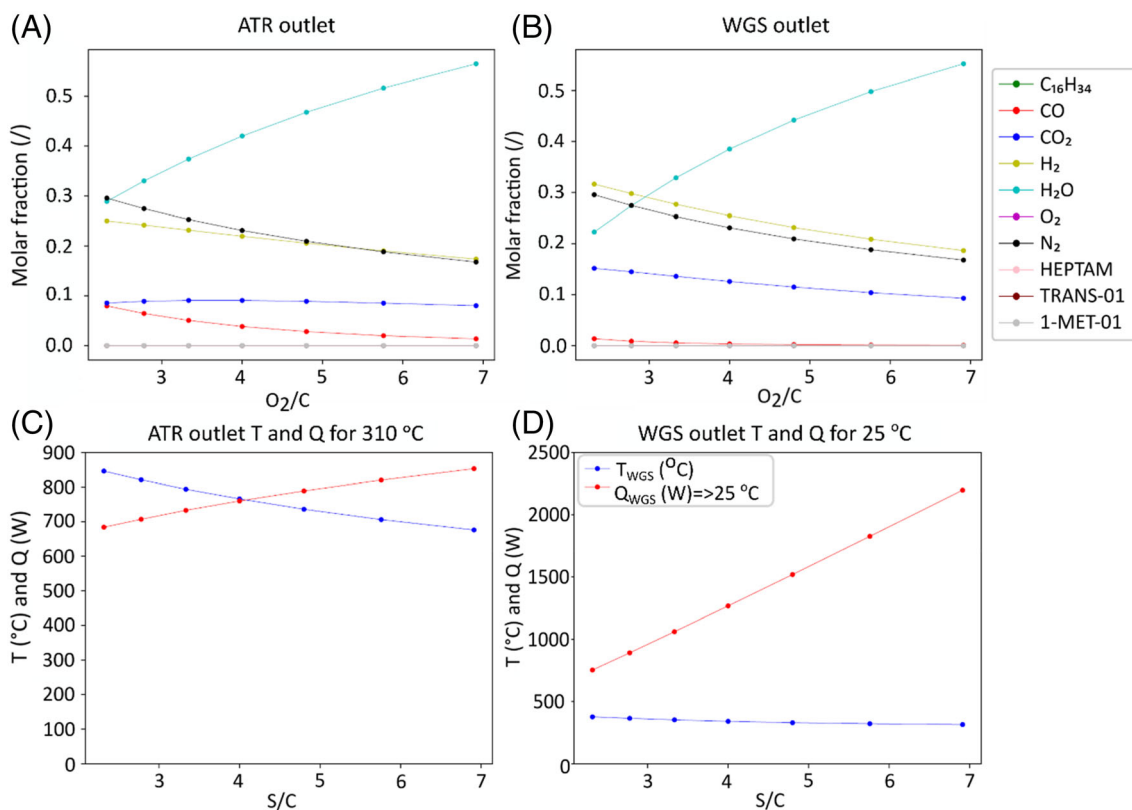 (A)
ATR outlet
Molar fraction (/)
0.5
0.4
0.3
0.2
0.1
0.0
3 4 5 6 7
O₂/C
(B)
WGS outlet
Molar fraction (/)
0.5
0.4
0.3
0.2
0.1
0.0
3 4 5 6 7
O₂/C
C₁₆H₃₄
CO
CO₂
H₂
H₂O
O₂
N₂
HEPTAM
TRANS-01
1-MET-01
(C)
ATR outlet T and Q for 310 °C
T (°C) and Q (W)
900
800
700
600
500
400
300
200
100
0
3 4 5 6 7
S/C
(D)
WGS outlet T and Q for 25 °C
T_WGS (°C)
Q_WGS (W)=>25 °C
T (°C) and Q (W)
2500
2000
1500
1000
500
0
3 4 5 6 7
S/C